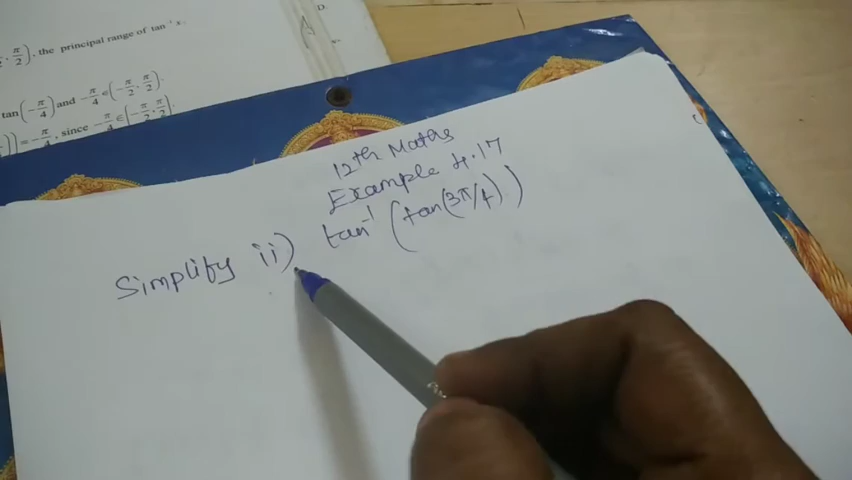 π/2), the principal range of tan⁻¹ x.
tan(-π/4) and -π/4 ∈ (-π/2, π/2).
)] = -π/4, since -π/4 ∈ (-π/2, π/2)
12th Maths
Example 4.17
Simplify ii) tan⁻¹ (tan(3π/4))